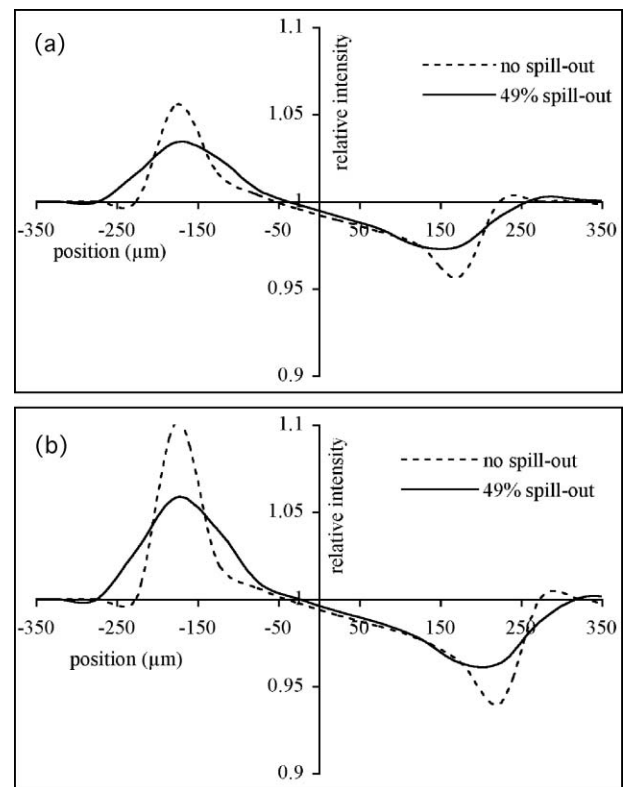 (a)
1.1
relative intensity
no spill-out
49% spill-out
1.05
1
-350 -250 -150 -50 50 150 250 350
position (µm)
0.95
0.9
(b)
1.1
relative intensity
no spill-out
49% spill-out
1.05
1
-350 -250 -150 -50 50 150 250 350
position (µm)
0.95
0.9